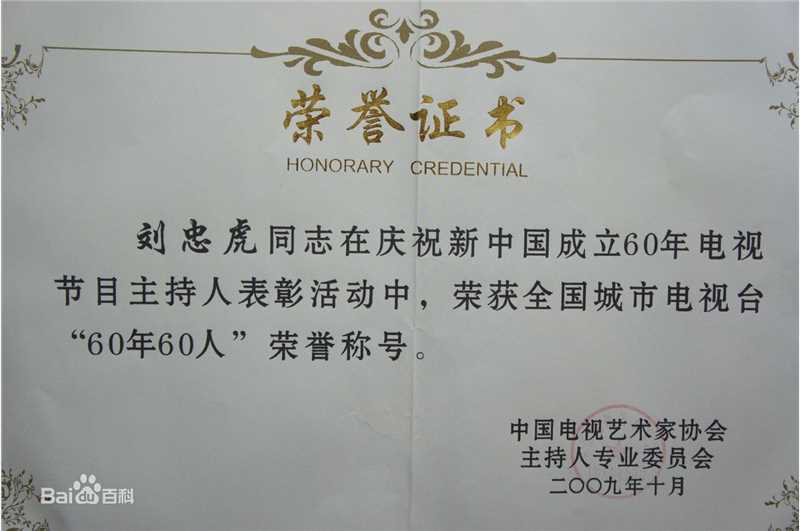 荣誉证书
HONORARY CREDENTIAL
刘忠虎同志在庆祝新中国成立60年电视
节目主持人表彰活动中，荣获全国城市电视台
“60年60人”荣誉称号。
中国电视艺术家协会
主持人专业委员会
二〇〇九年十月
Bai du 百科